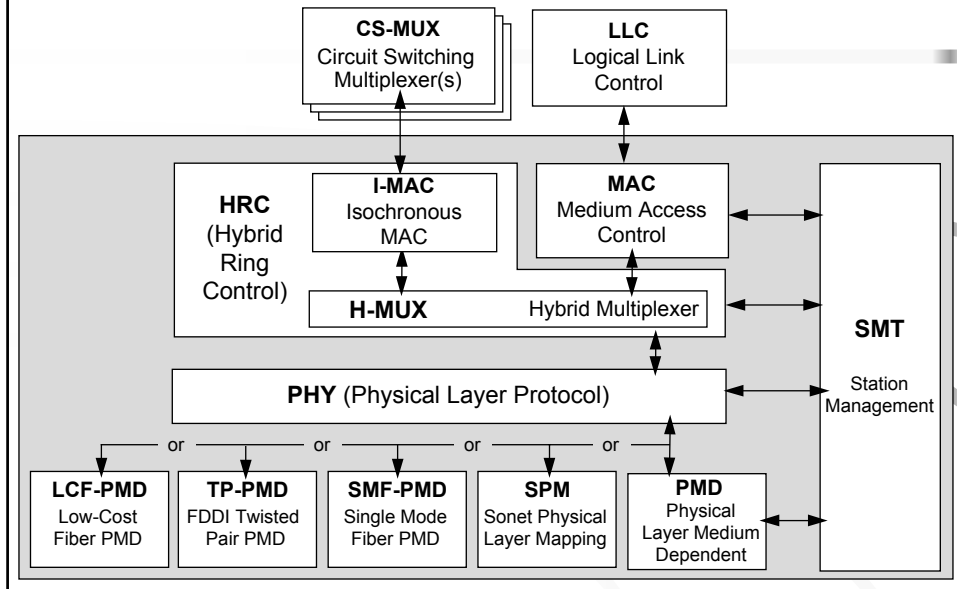 CS-MUX
Circuit Switching
Multiplexer(s)
LLC
Logical Link
Control
HRC
(Hybrid
Ring
Control)
I-MAC
Isochronous
MAC
MAC
Medium Access
Control
H-MUX Hybrid Multiplexer
SMT
Station
Management
PHY (Physical Layer Protocol)
or or or or
LCF-PMD
Low-Cost
Fiber PMD
TP-PMD
FDDI Twisted
Pair PMD
SMF-PMD
Single Mode
Fiber PMD
SPM
Sonet Physical
Layer Mapping
PMD
Physical
Layer Medium
Dependent